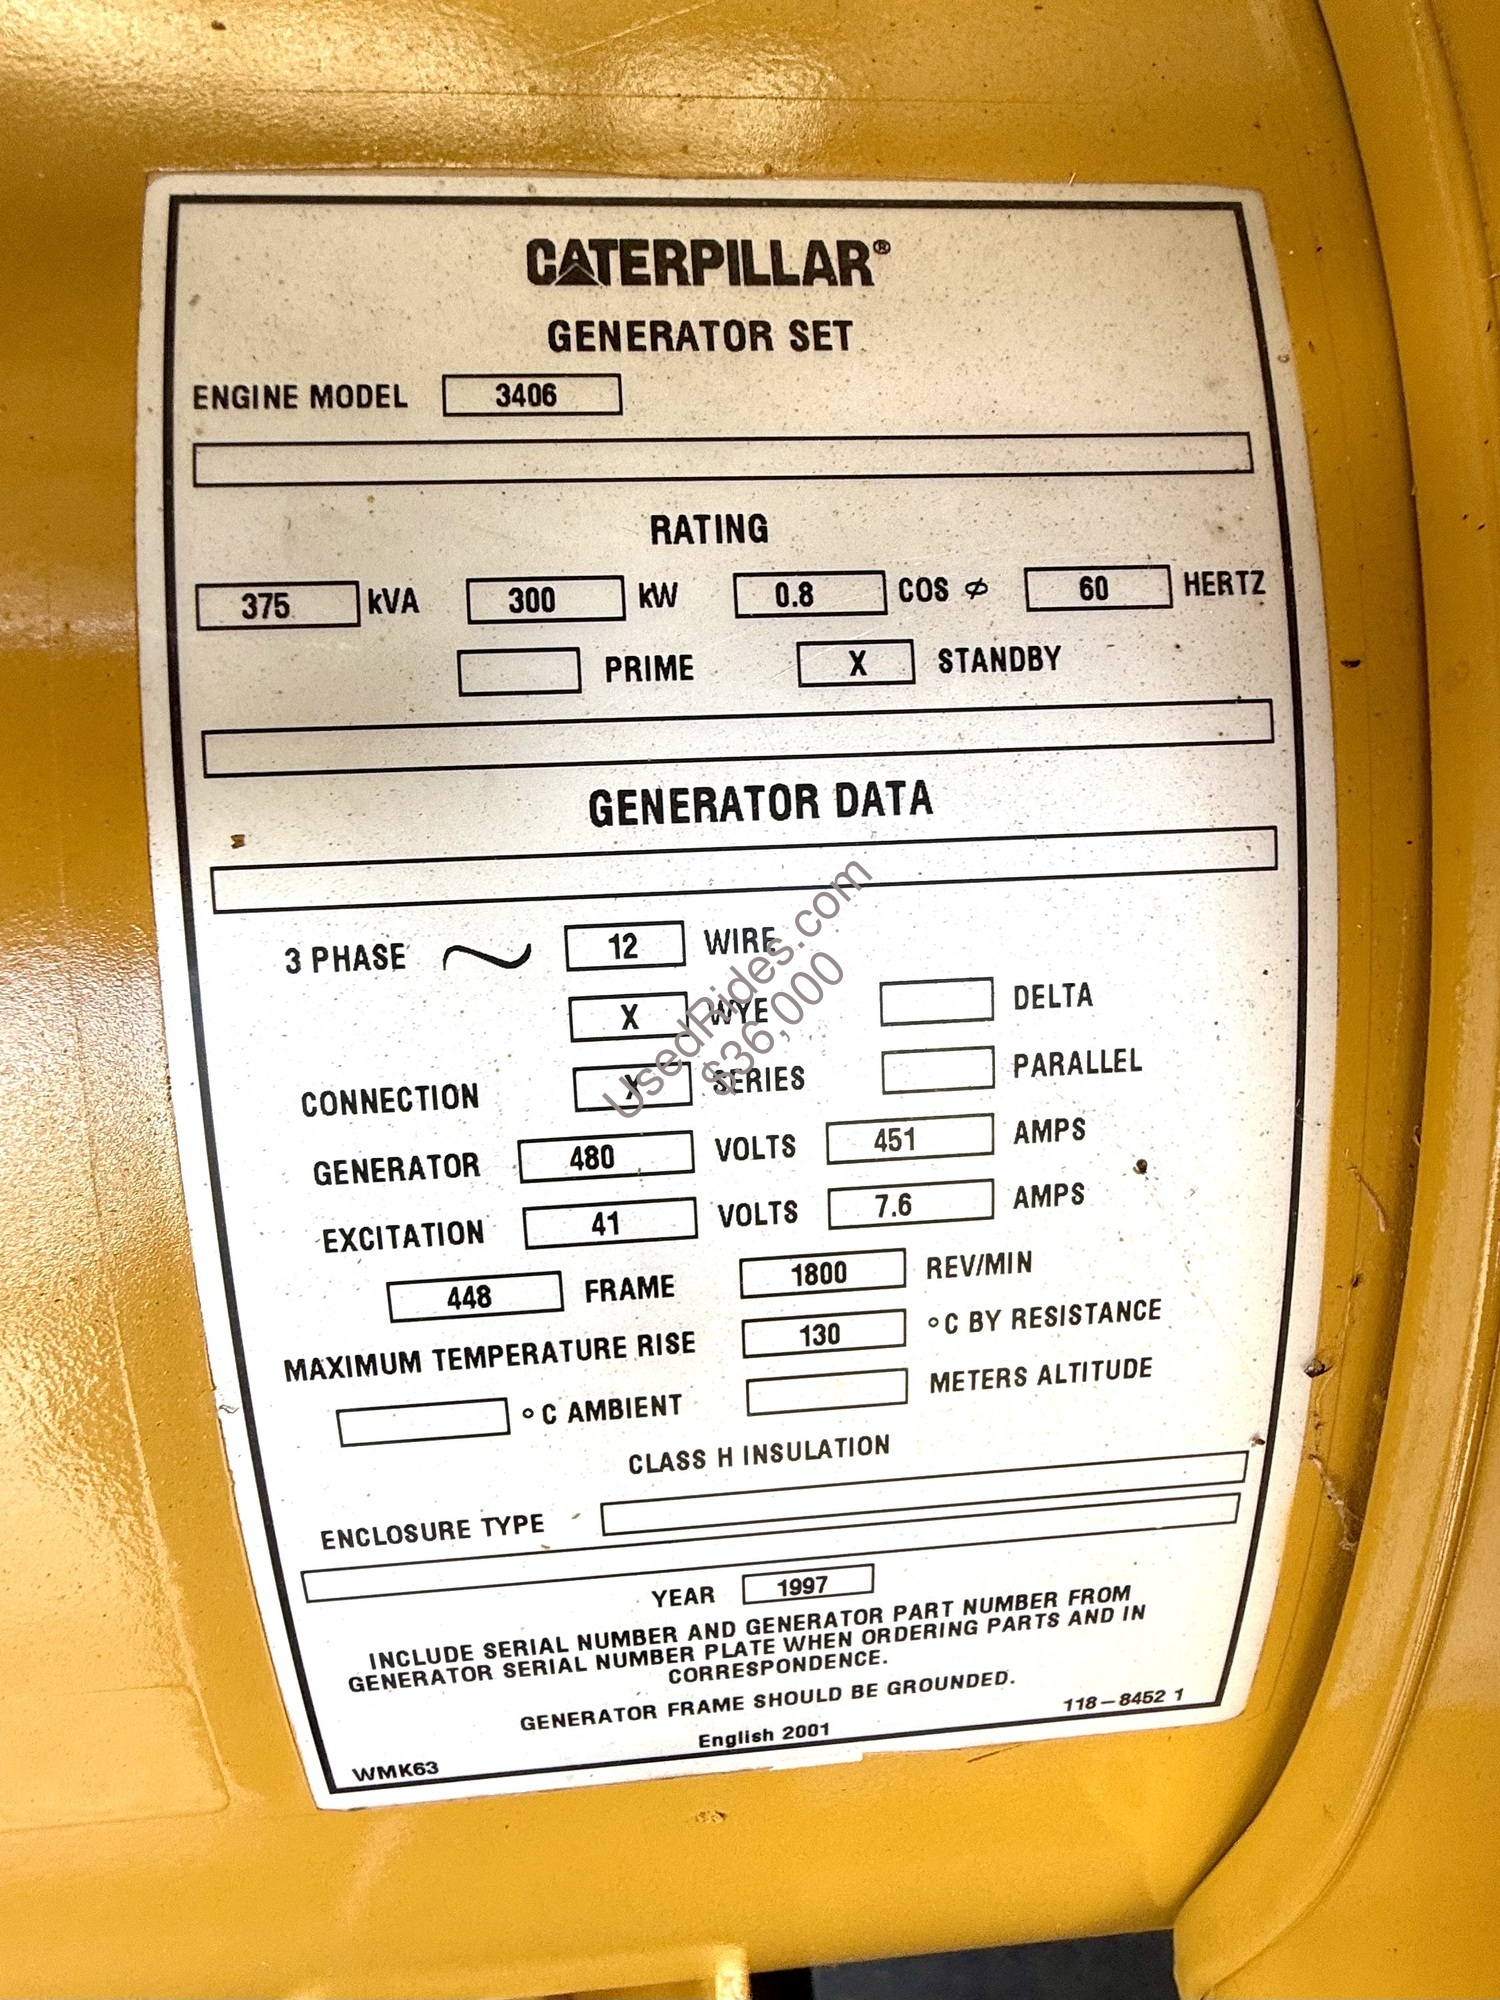 CATERPILLAR®
GENERATOR SET
ENGINE MODEL 3406
RATING
375 kVA 300 kW 0.8 COS ⌀ 60 HERTZ
PRIME X STANDBY
GENERATOR DATA
3 PHASE ~ 12 WIRE
X WYE DELTA
CONNECTION X SERIES PARALLEL
GENERATOR 480 VOLTS 451 AMPS
EXCITATION 41 VOLTS 7.6 AMPS
448 FRAME 1800 REV/MIN
MAXIMUM TEMPERATURE RISE 130 °C BY RESISTANCE
°C AMBIENT METERS ALTITUDE
CLASS H INSULATION
ENCLOSURE TYPE
YEAR 1997
INCLUDE SERIAL NUMBER AND GENERATOR PART NUMBER FROM
GENERATOR SERIAL NUMBER PLATE WHEN ORDERING PARTS AND IN
CORRESPONDENCE.
GENERATOR FRAME SHOULD BE GROUNDED.
118-8452 1
English 2001
WMK63
UsedRides.com
$36,000